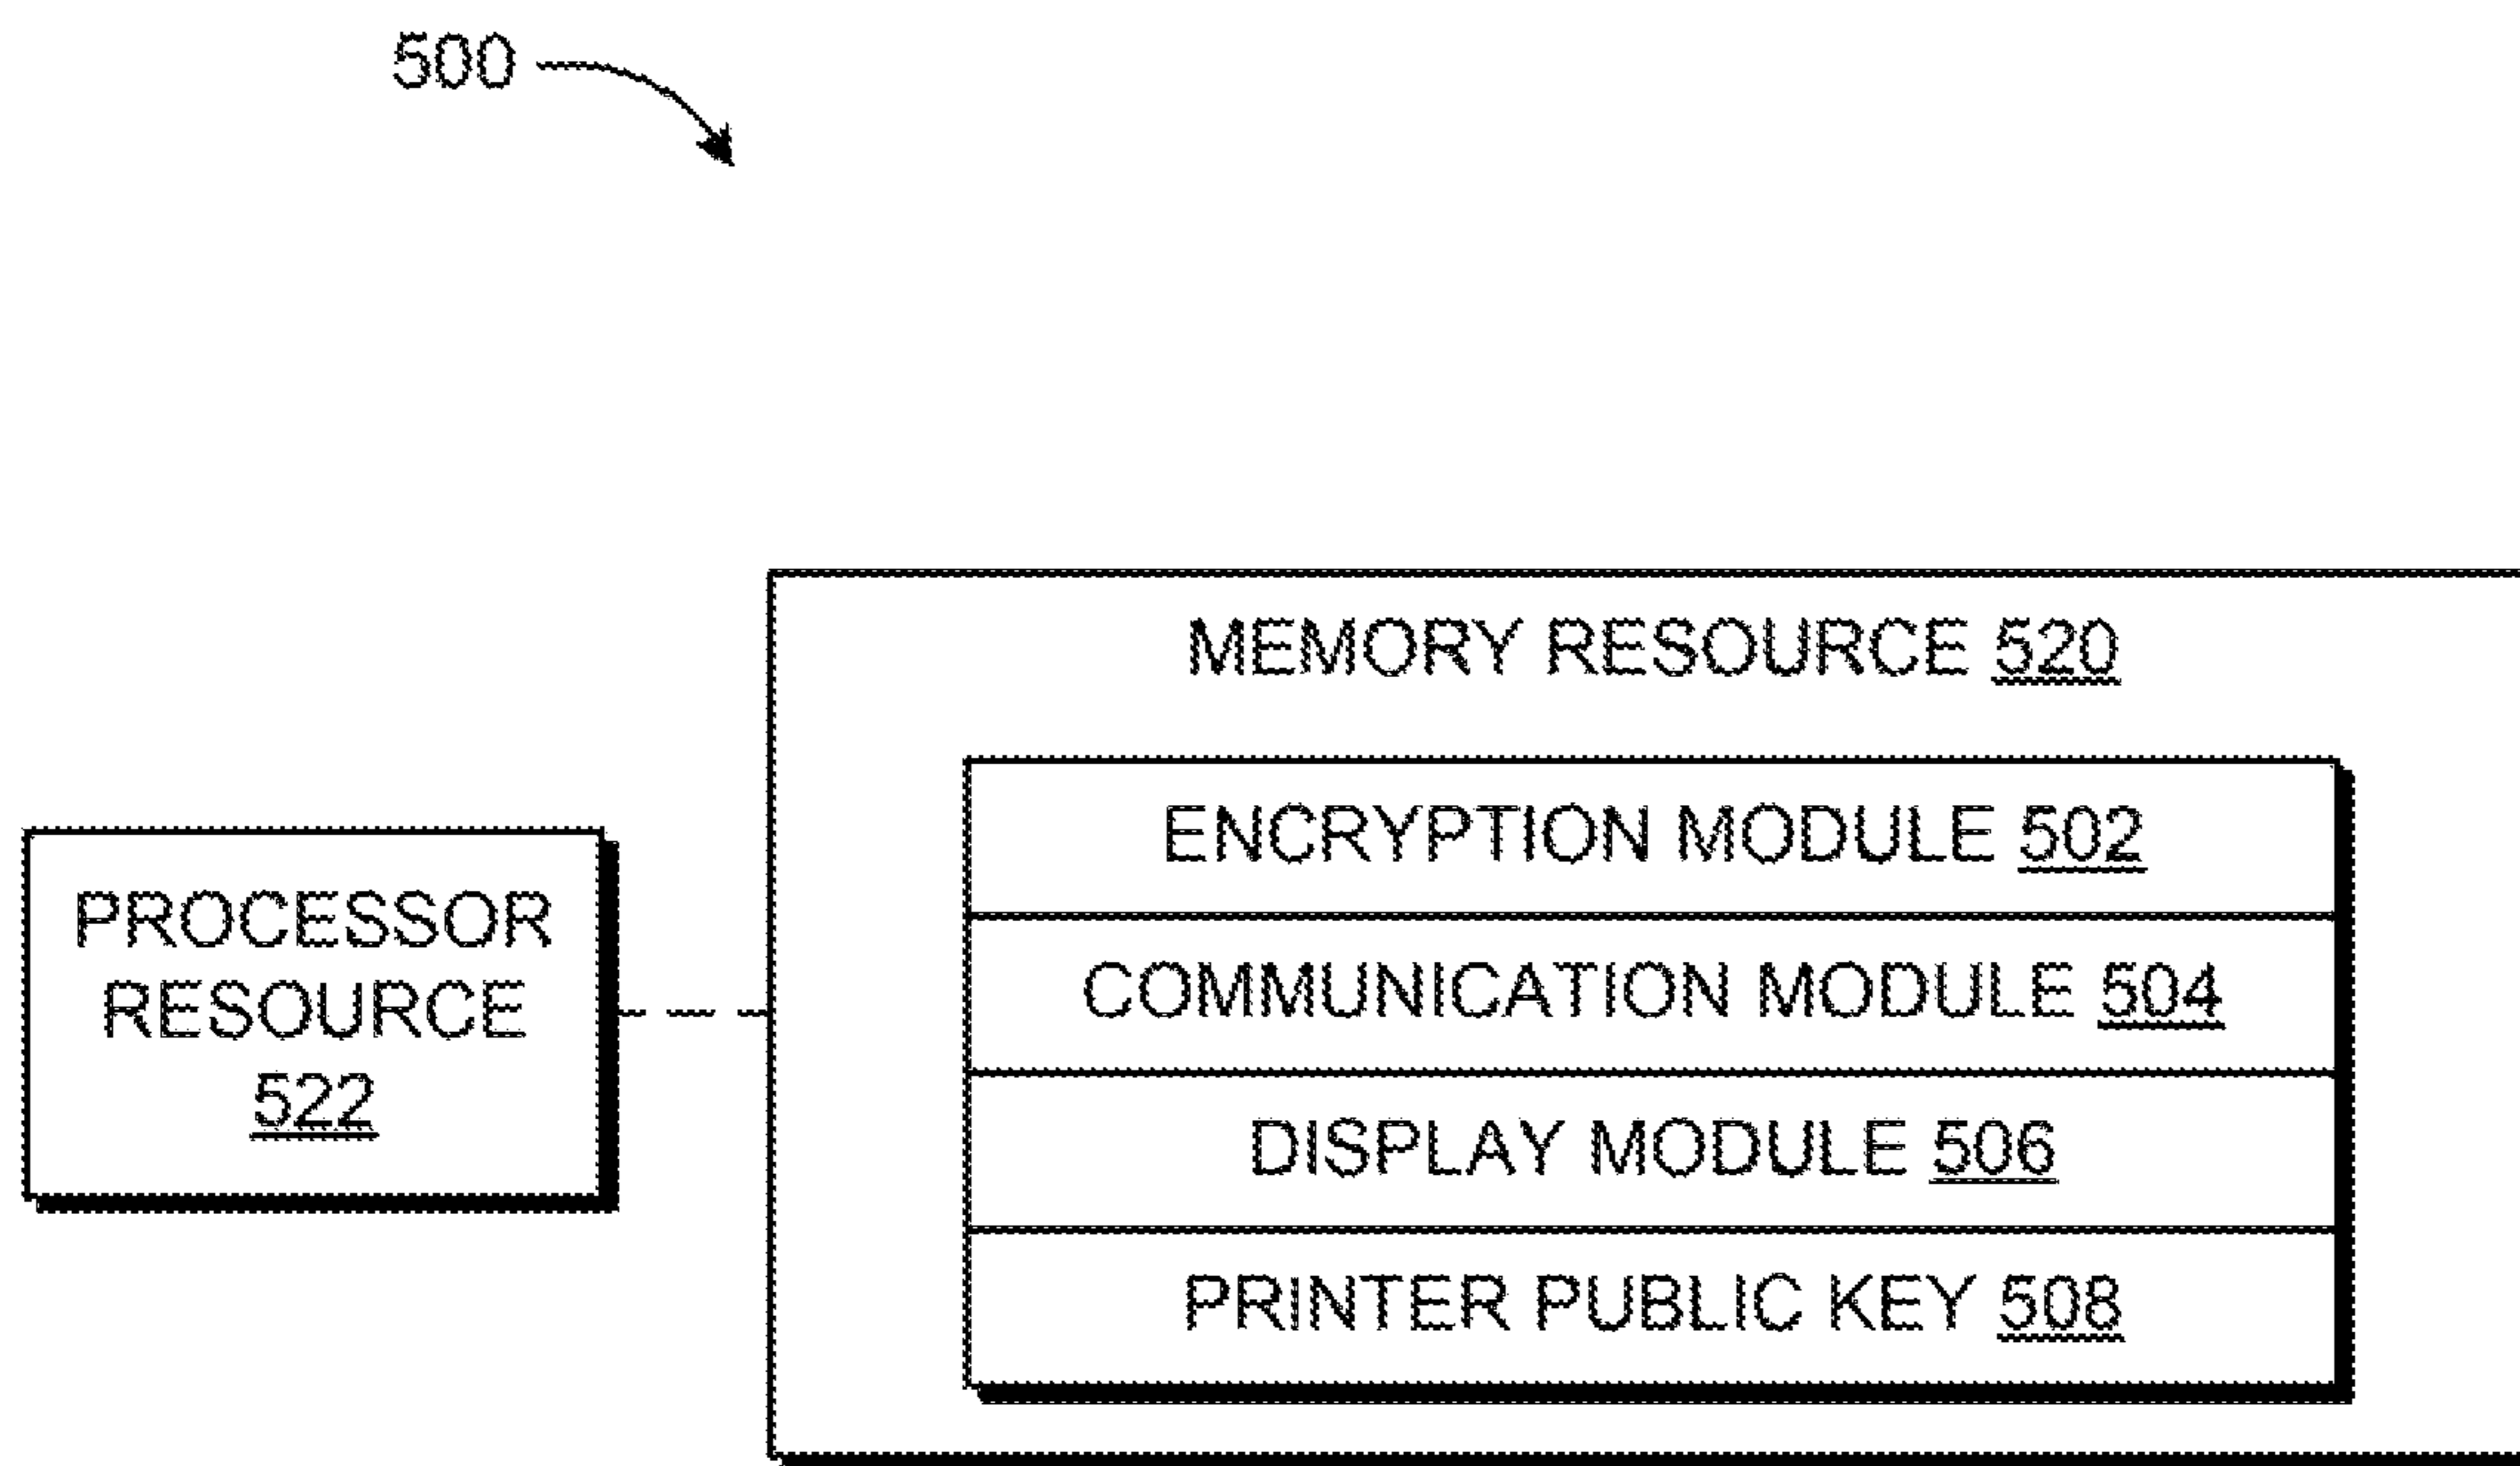 500
MEMORY RESOURCE 520
ENCRYPTION MODULE 502
COMMUNICATION MODULE 504
DISPLAY MODULE 506
PRINTER PUBLIC KEY 508
PROCESSOR
RESOURCE
522